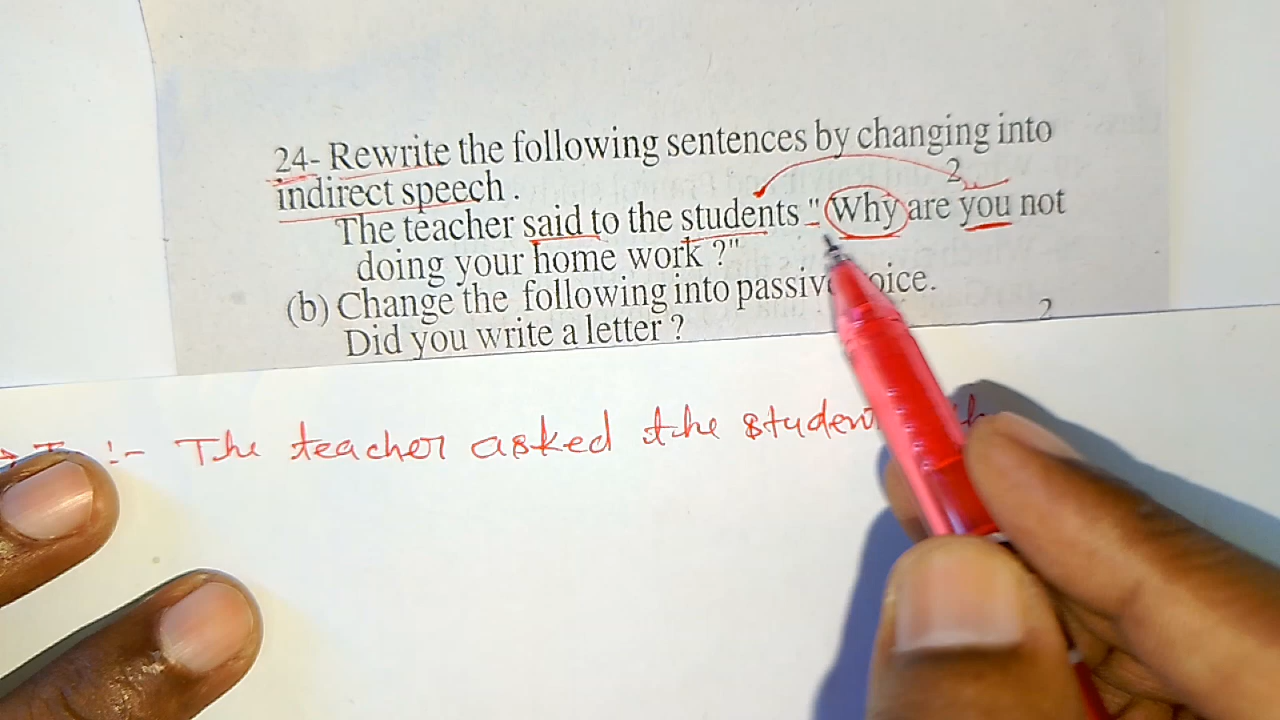 24- Rewrite the following sentences by changing into
2
indirect speech .
The teacher said to the students " Why are you not
doing your home work ?"
(b) Change the following into passive voice.
2
Did you write a letter ?
!- The teacher asked the studen